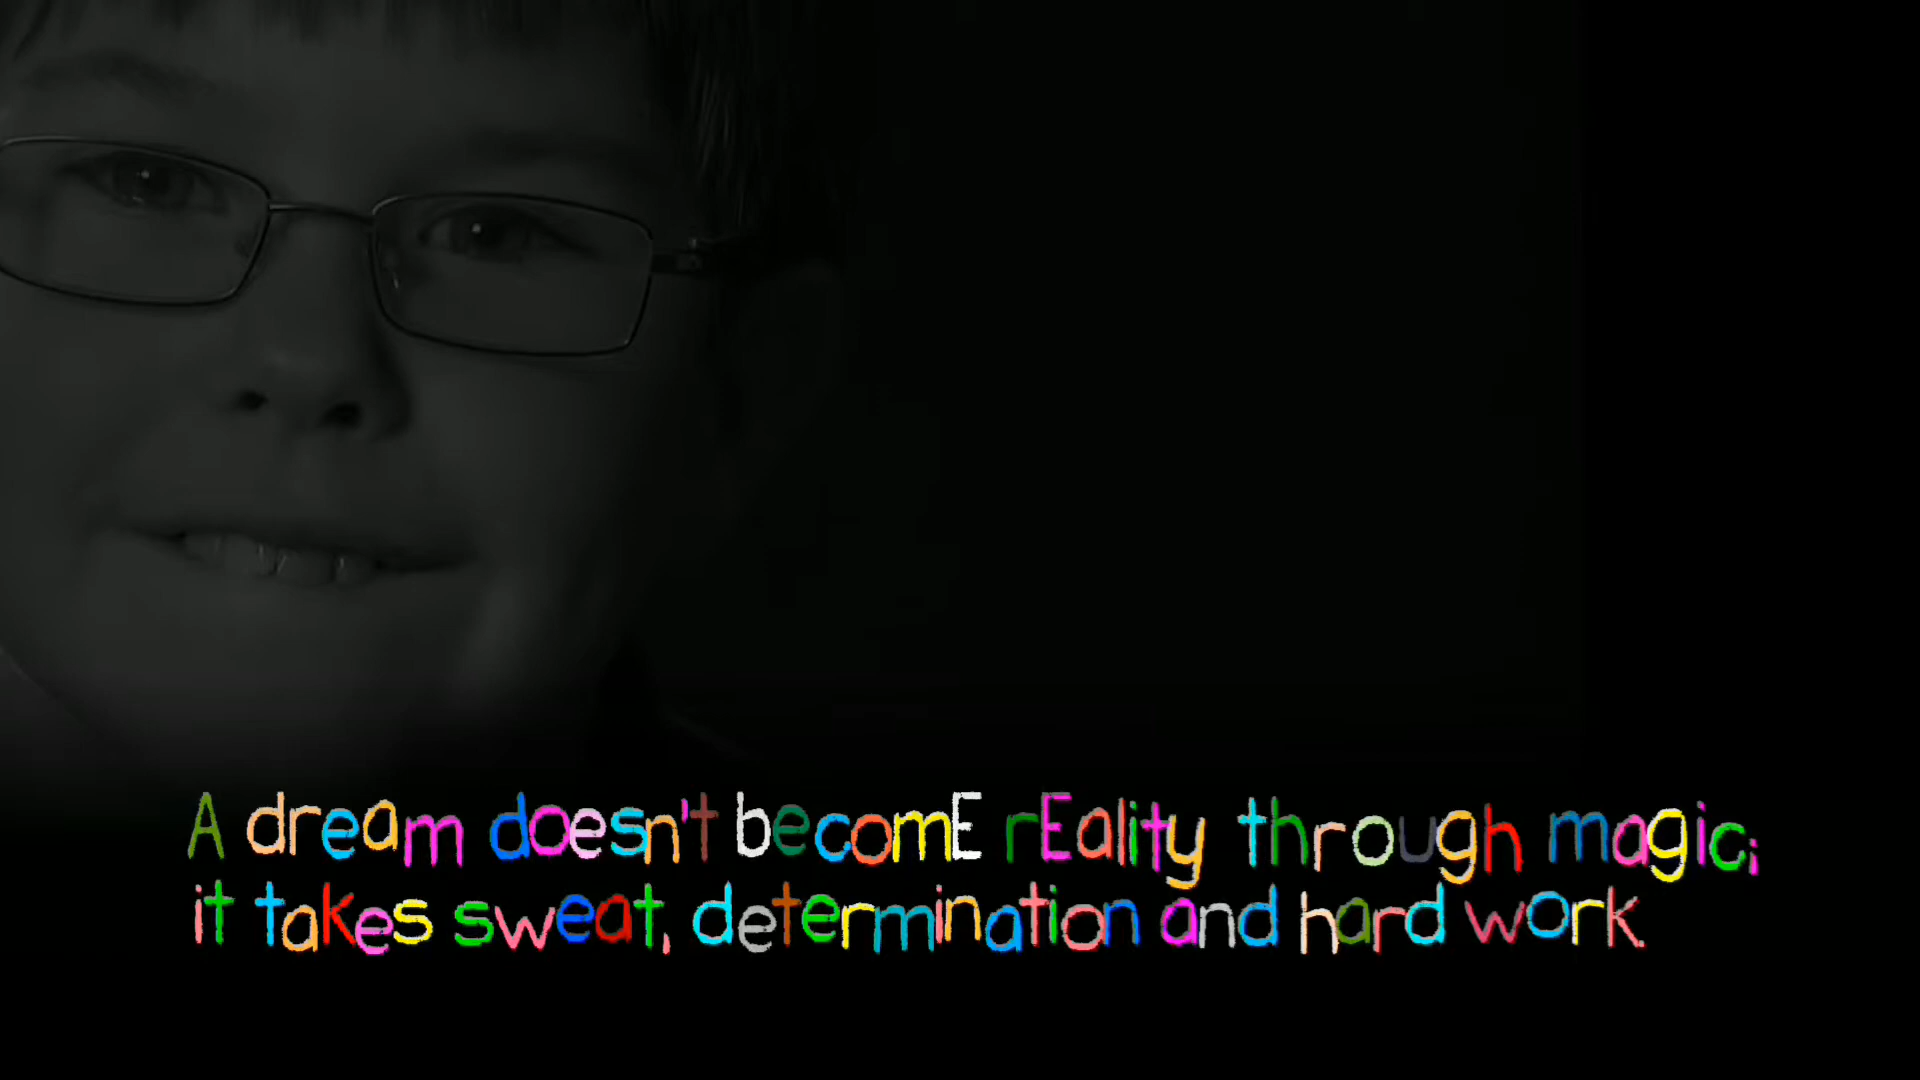 A dream doesn't becomE rEality through magic;
it takes sweat, determination and hard work.